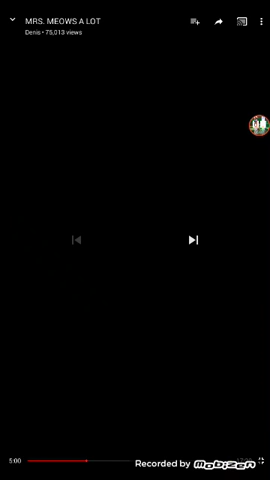 MRS. MEOWS A LOT
Denis • 75,013 views
5:00
Recorded by MOBIZEN